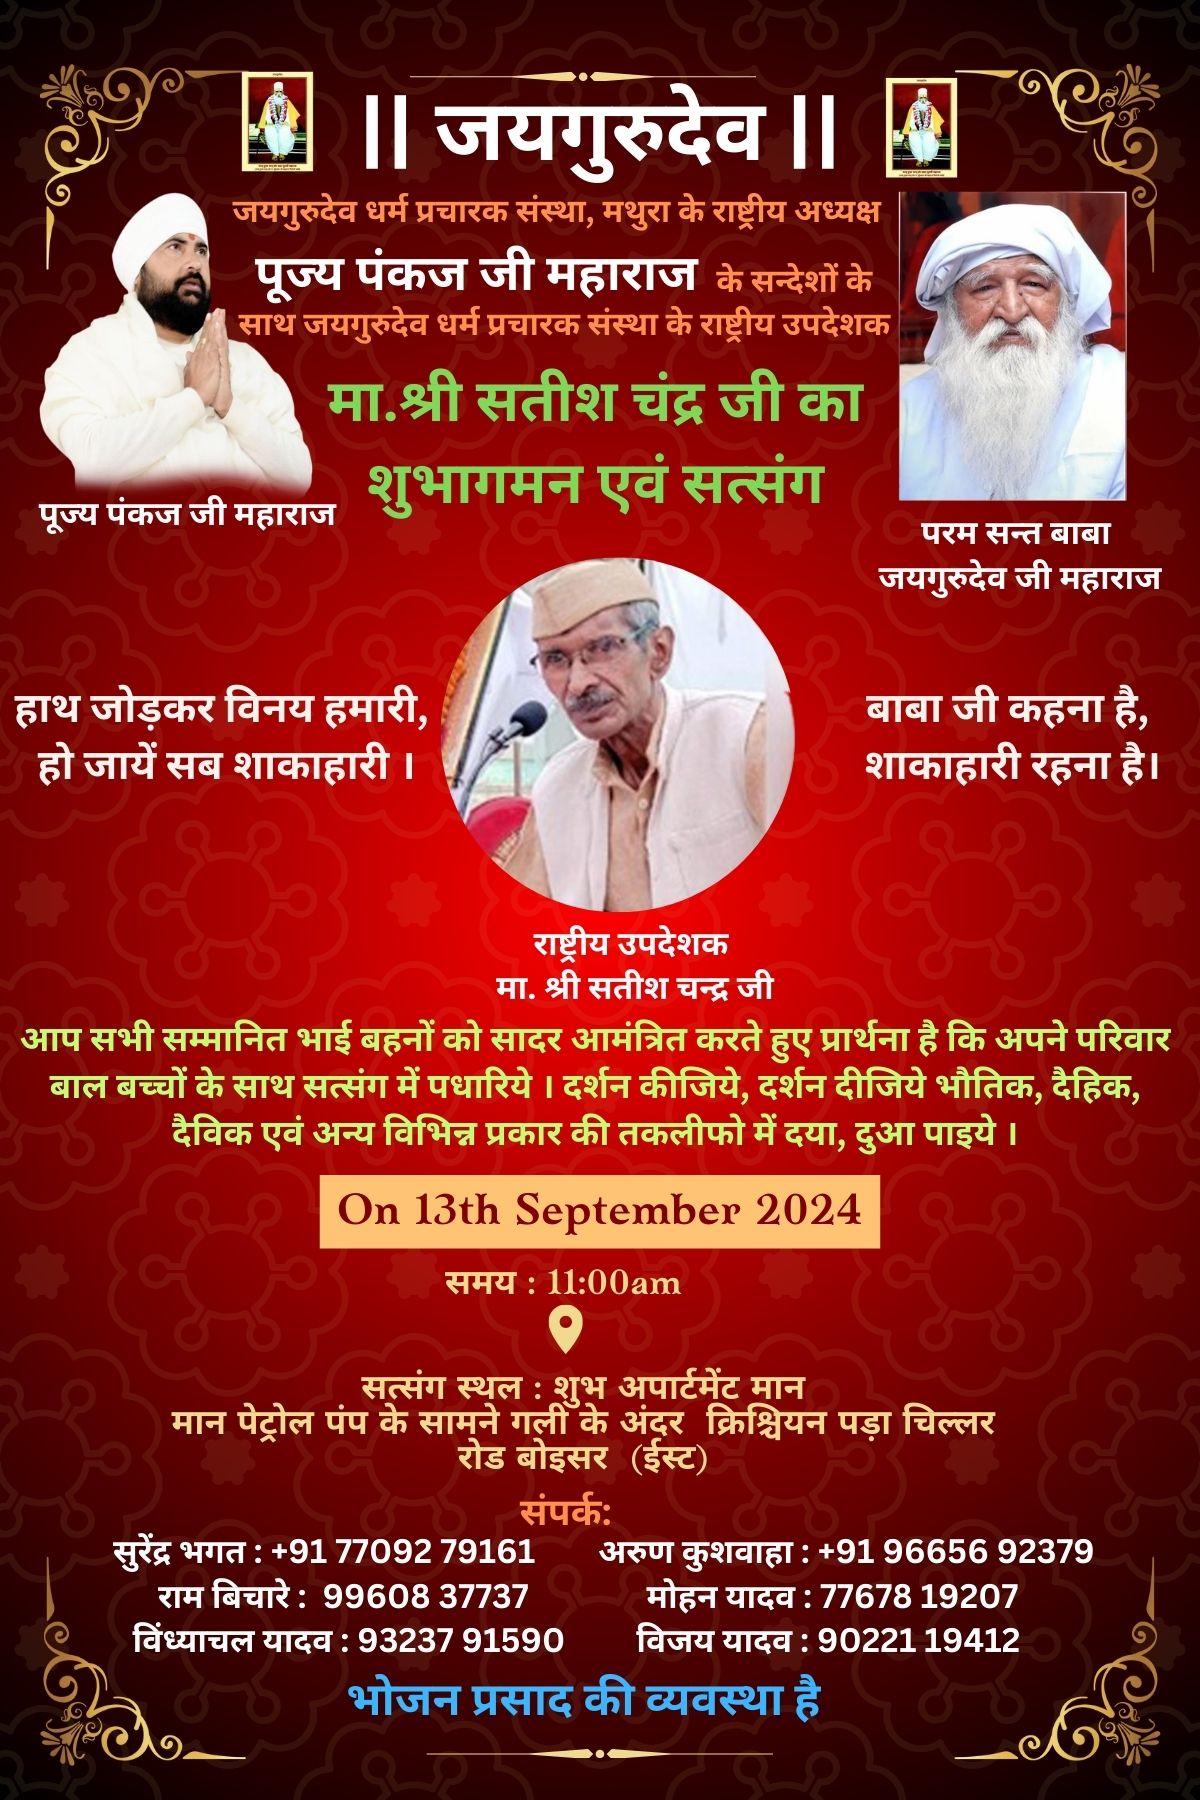 || जयगुरुदेव ||
जयगुरुदेव धर्म प्रचारक संस्था, मथुरा के राष्ट्रीय अध्यक्ष
पूज्य पंकज जी महाराज के सन्देशों के
साथ जयगुरुदेव धर्म प्रचारक संस्था के राष्ट्रीय उपदेशक
मा.श्री सतीश चंद्र जी का
शुभागमन एवं सत्संग
पूज्य पंकज जी महाराज
परम सन्त बाबा
जयगुरुदेव जी महाराज
हाथ जोड़कर विनय हमारी,
हो जायें सब शाकाहारी ।
बाबा जी कहना है,
शाकाहारी रहना है।
राष्ट्रीय उपदेशक
मा. श्री सतीश चन्द्र जी
आप सभी सम्मानित भाई बहनों को सादर आमंत्रित करते हुए प्रार्थना है कि अपने परिवार
बाल बच्चों के साथ सत्संग में पधारिये । दर्शन कीजिये, दर्शन दीजिये भौतिक, दैहिक,
दैविक एवं अन्य विभिन्न प्रकार की तकलीफो में दया, दुआ पाइये ।
On 13th September 2024
समय : 11:00am
सत्संग स्थल : शुभ अपार्टमेंट मान
मान पेट्रोल पंप के सामने गली के अंदर क्रिश्चियन पड़ा चिल्लर
रोड बोइसर (ईस्ट)
संपर्क:
सुरेंद्र भगत : +91 77092 79161 अरुण कुशवाहा : +91 96656 92379
राम बिचारे : 99608 37737 मोहन यादव : 77678 19207
विंध्याचल यादव : 93237 91590 विजय यादव : 90221 19412
भोजन प्रसाद की व्यवस्था है